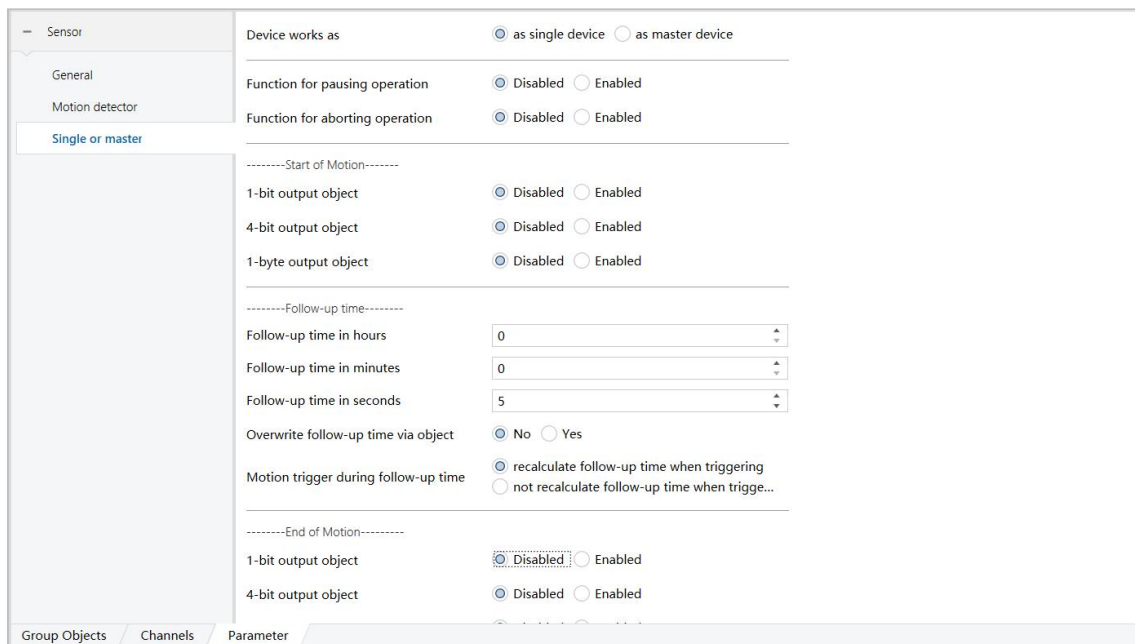 Sensor
General
Motion detector
Single or master
Device works as as single device as master device
Function for pausing operation Disabled Enabled
Function for aborting operation Disabled Enabled
--------Start of Motion-------
1-bit output object Disabled Enabled
4-bit output object Disabled Enabled
1-byte output object Disabled Enabled
--------Follow-up time--------
Follow-up time in hours 0
Follow-up time in minutes 0
Follow-up time in seconds 5
Overwrite follow-up time via object No Yes
Motion trigger during follow-up time recalculate follow-up time when triggering
not recalculate follow-up time when trigge...
--------End of Motion---------
1-bit output object Disabled Enabled
4-bit output object Disabled Enabled
Group Objects Channels Parameter